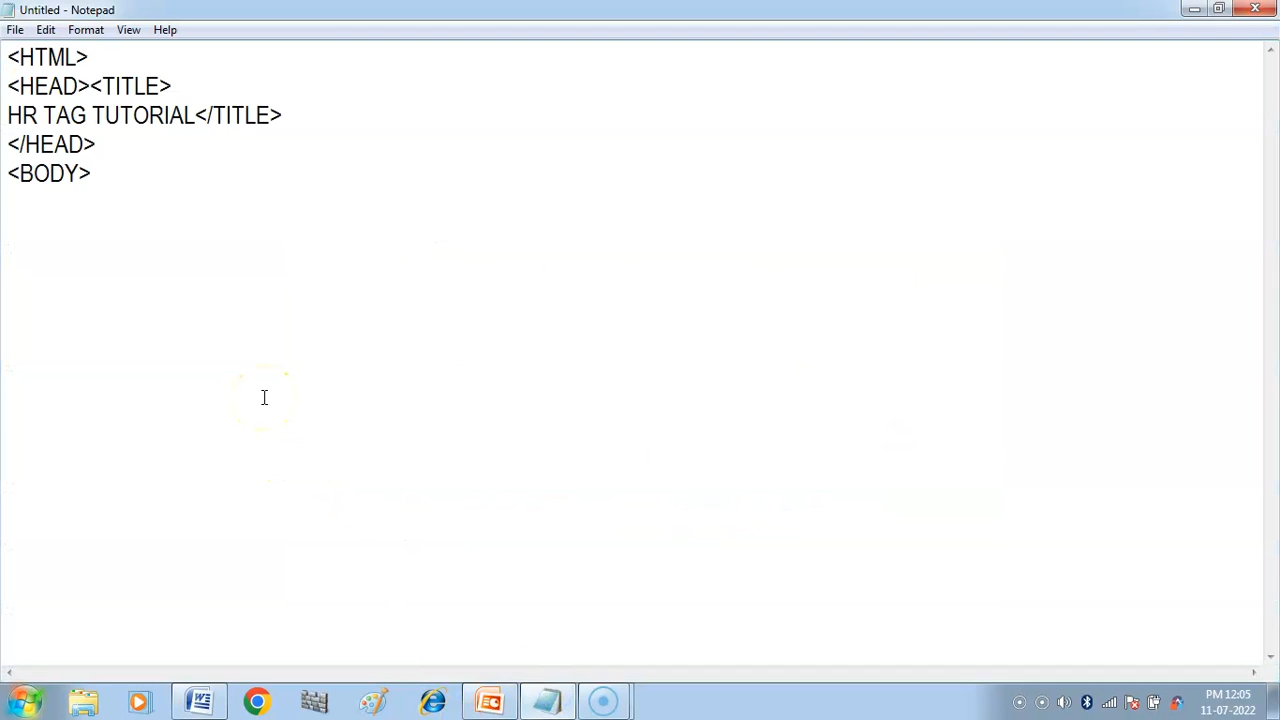 Untitled - Notepad
File Edit Format View Help
<HTML>
<HEAD><TITLE>
HR TAG TUTORIAL</TITLE>
</HEAD>
<BODY>
PM 12:05
11-07-2022